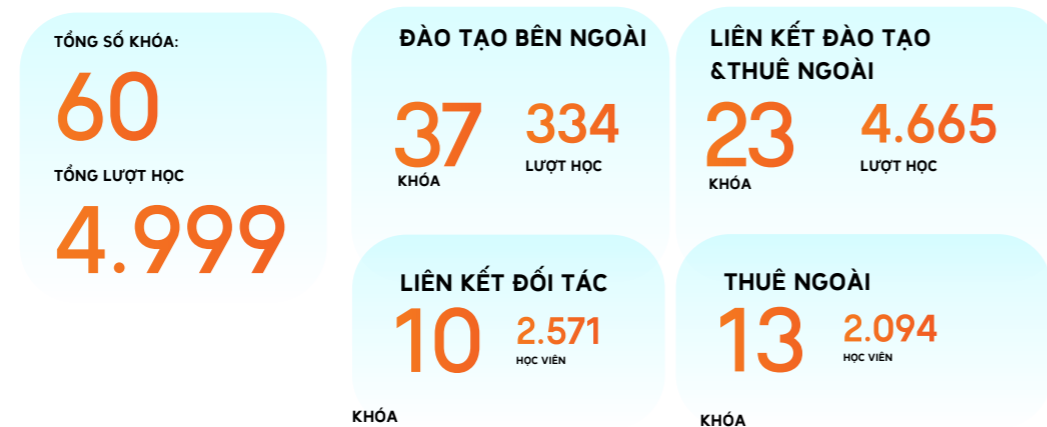 TỔNG SỐ KHÓA:
60
TỔNG LƯỢT HỌC
4.999
ĐÀO TẠO BÊN NGOÀI
37
334
KHÓA
LƯỢT HỌC
LIÊN KẾT ĐÀO TẠO
&THUÊ NGOÀI
23
4.665
KHÓA
LƯỢT HỌC
LIÊN KẾT ĐỐI TÁC
10
2.571
HỌC VIÊN
KHÓA
THUÊ NGOÀI
13
2.094
HỌC VIÊN
KHÓA